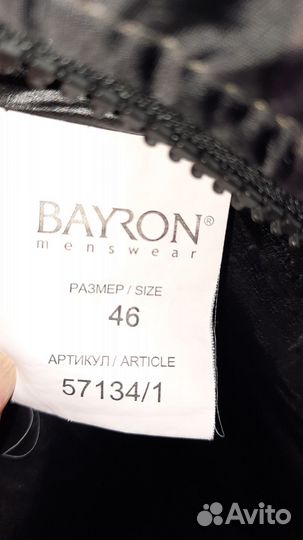 BAYRON®
menswear
РАЗМЕР / SIZE
46
АРТИКУЛ / ARTICLE
57134/1
Avito